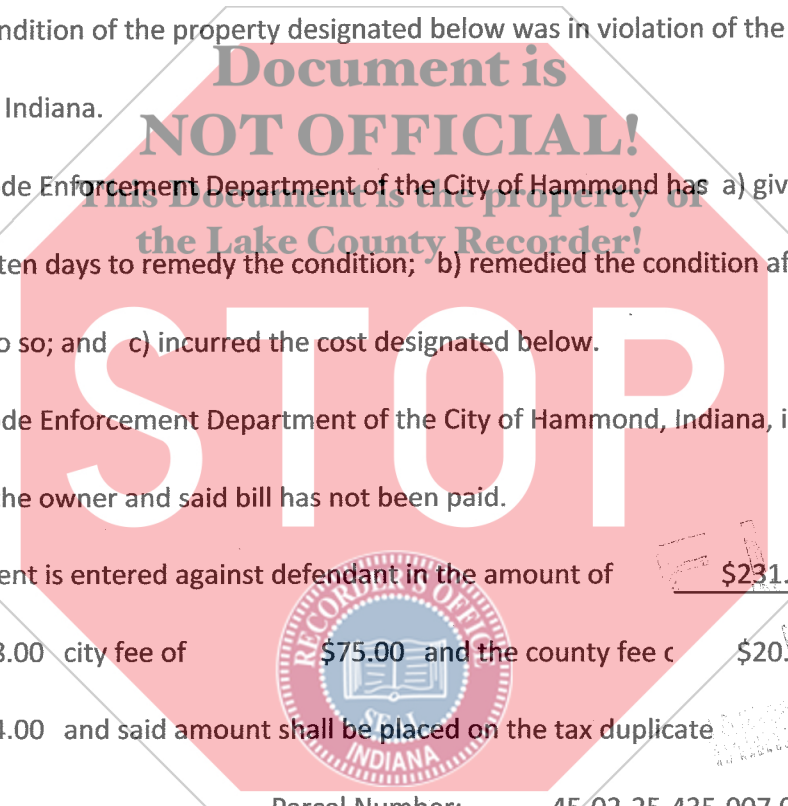 ndition of the property designated below was in violation of the
Document is
Indiana.
NOT OFFICIAL!
de Enforcement Department of the City of Hammond has a) giv
This Document is the property of
the Lake County Recorder!
ten days to remedy the condition; b) remedied the condition af
o so; and c) incurred the cost designated below.
STOP
de Enforcement Department of the City of Hammond, Indiana, i
he owner and said bill has not been paid.
ent is entered against defendant in the amount of $231.
RECORDER'S OFFICE
8.00 city fee of $75.00 and the county fee c $20.
SEAL
4.00 and said amount shall be placed on the tax duplicate
INDIANA
Parcel Number: